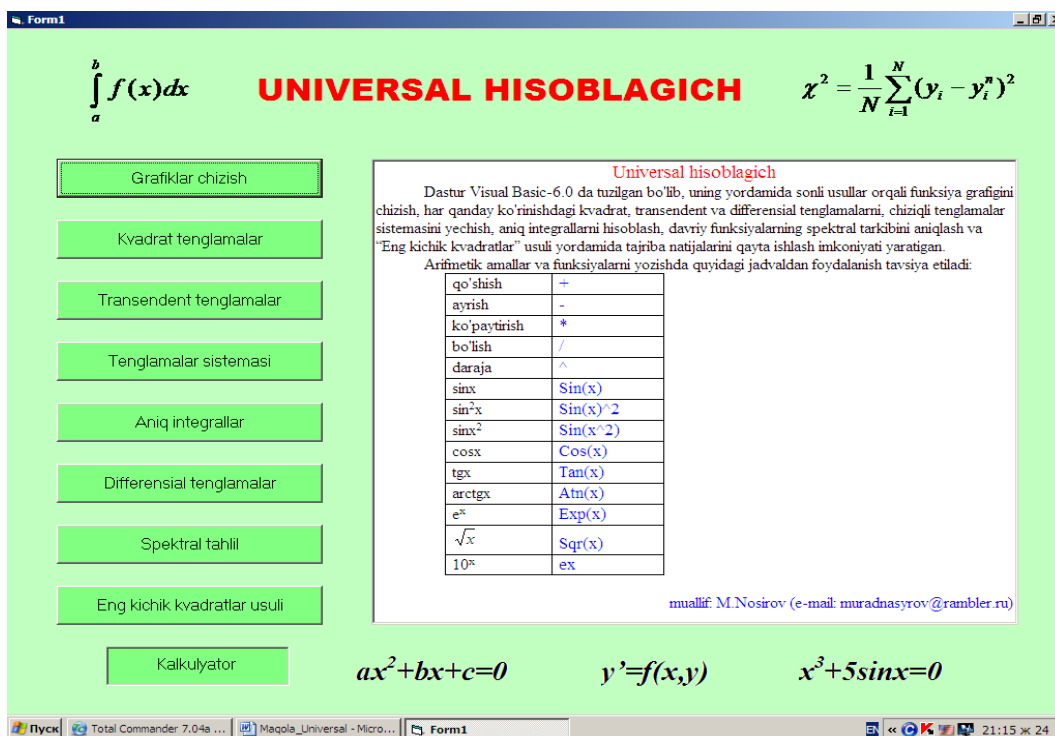 Form1
∫ₐᵇ f(x)dx
UNIVERSAL HISOBLAGICH
χ² = 1/N ∑ᵢ₌₁ᴺ (yᵢ − yᵢⁿ)²
Grafiklar chizish
Kvadrat tenglamalar
Transendent tenglamalar
Tenglamalar sistemasi
Aniq integrallar
Differensial tenglamalar
Spektral tahlil
Eng kichik kvadratlar usuli
Kalkulyator
Universal hisoblagich
Dastur Visual Basic-6.0 da tuzilgan bo'lib, uning yordamida sonli usullar orqali funksiya grafigini
chizish, har qanday ko'rinishdagi kvadrat, transendent va differensial tenglamalarni, chiziqli tenglamalar
sistemasini yechish, aniq integrallarni hisoblash, davriy funksiyalarning spektral tarkibini aniqlash va
“Eng kichik kvadratlar” usuli yordamida tajriba natijalarini qayta ishlash imkoniyati yaratigan.
Arifmetik amallar va funksiyalarni yozishda quyidagi jadvaldan foydalanish tavsiya etiladi:
qo'shish +
ayrish -
ko'paytirish *
bo'lish /
daraja ^
sinx Sin(x)
sin²x Sin(x)^2
sinx² Sin(x^2)
cosx Cos(x)
tgx Tan(x)
arctgx Atn(x)
eˣ Exp(x)
√x Sqr(x)
10ˣ ex
muallif: M.Nosirov (e-mail: muradnasyrov@rambler.ru)
ax²+bx+c=0
y’=f(x,y)
x³+5sinx=0
Пуск
Total Commander 7.04a ...
Maqola_Universal - Micro...
Form1
EN
«
21:15 ж 24